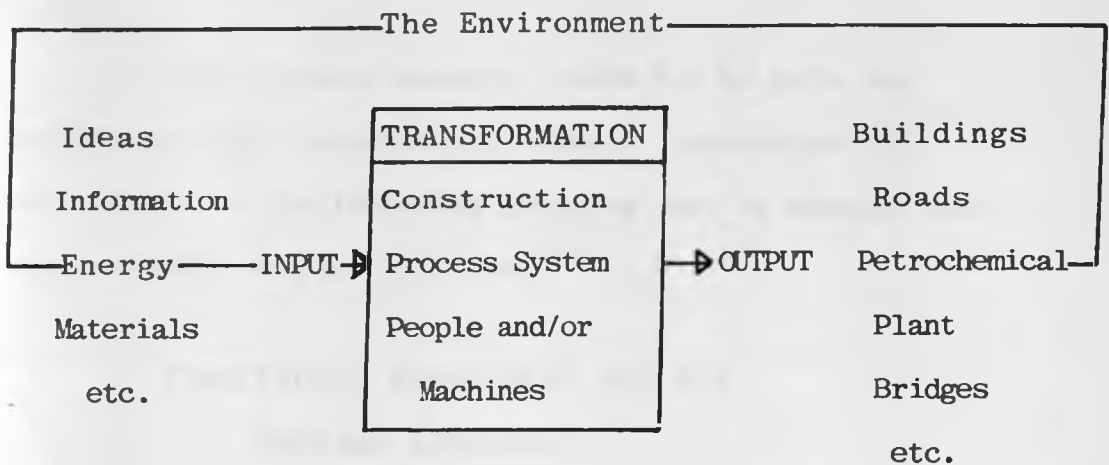 The Environment
Ideas
Information
Energy
Materials
etc.
INPUT
TRANSFORMATION
Construction
Process System
People and/or
Machines
OUTPUT
Buildings
Roads
Petrochemical
Plant
Bridges
etc.